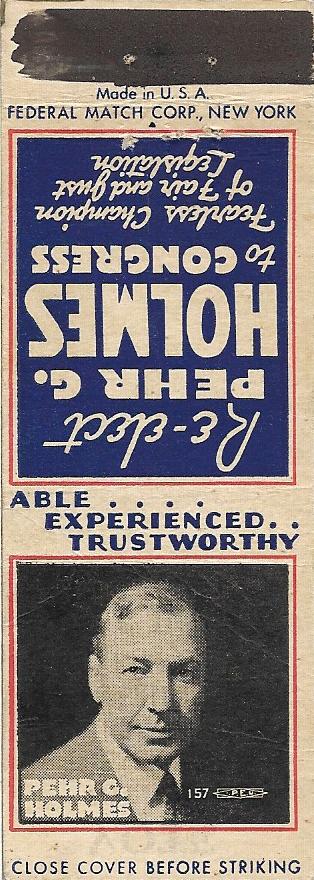 Made in U.S.A.
FEDERAL MATCH CORP., NEW YORK
Re-elect
PEHR G.
HOLMES
to CONGRESS
Fearless Champion
of Fair and Just
Legislation
ABLE . . . .
EXPERIENCED. .
TRUSTWORTHY
PEHR G.
HOLMES
157
CLOSE COVER BEFORE STRIKING